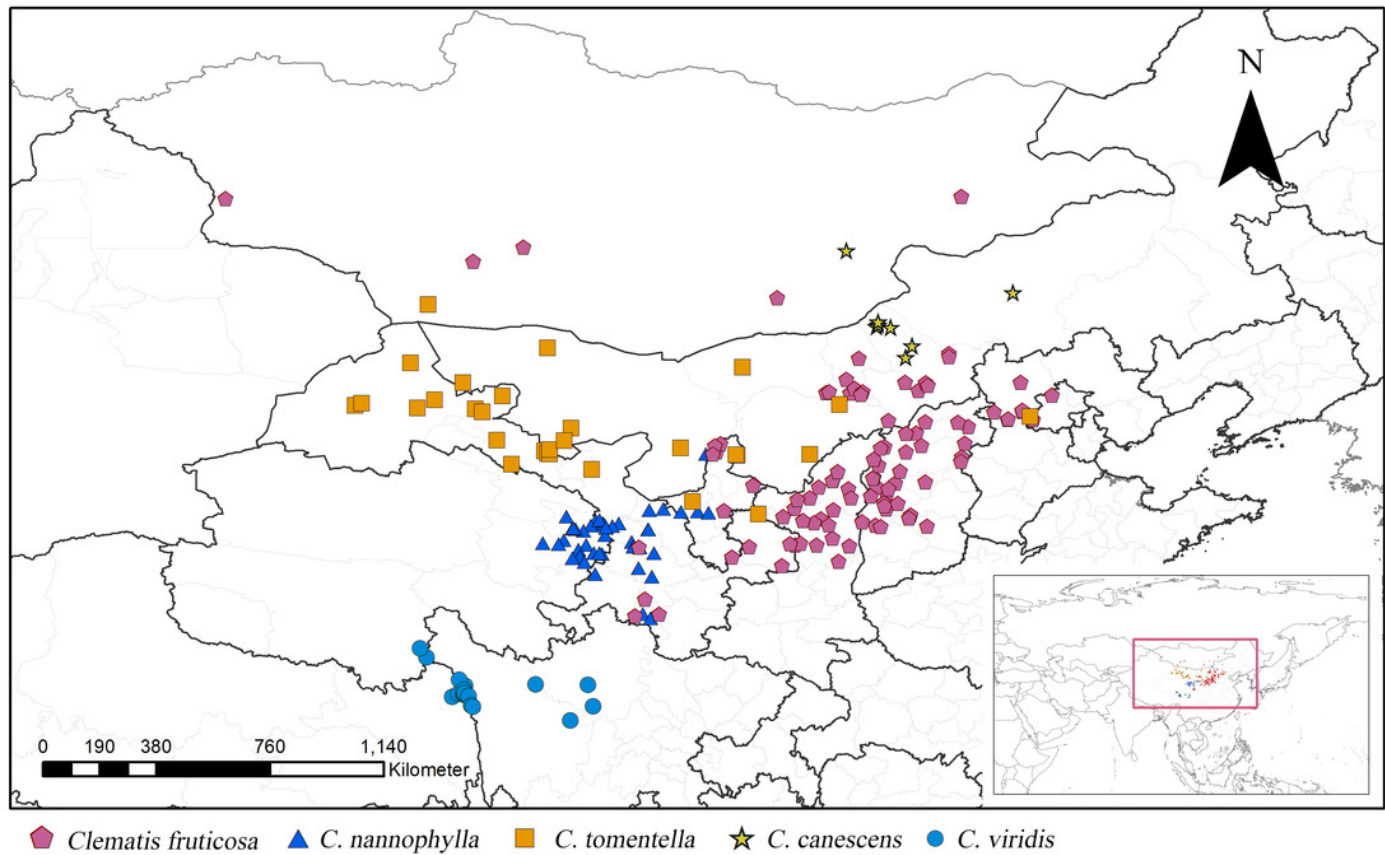 N
0 190 380 760 1,140
Kilometer
Clematis fruticosa C. nannophylla C. tomentella C. canescens C. viridis